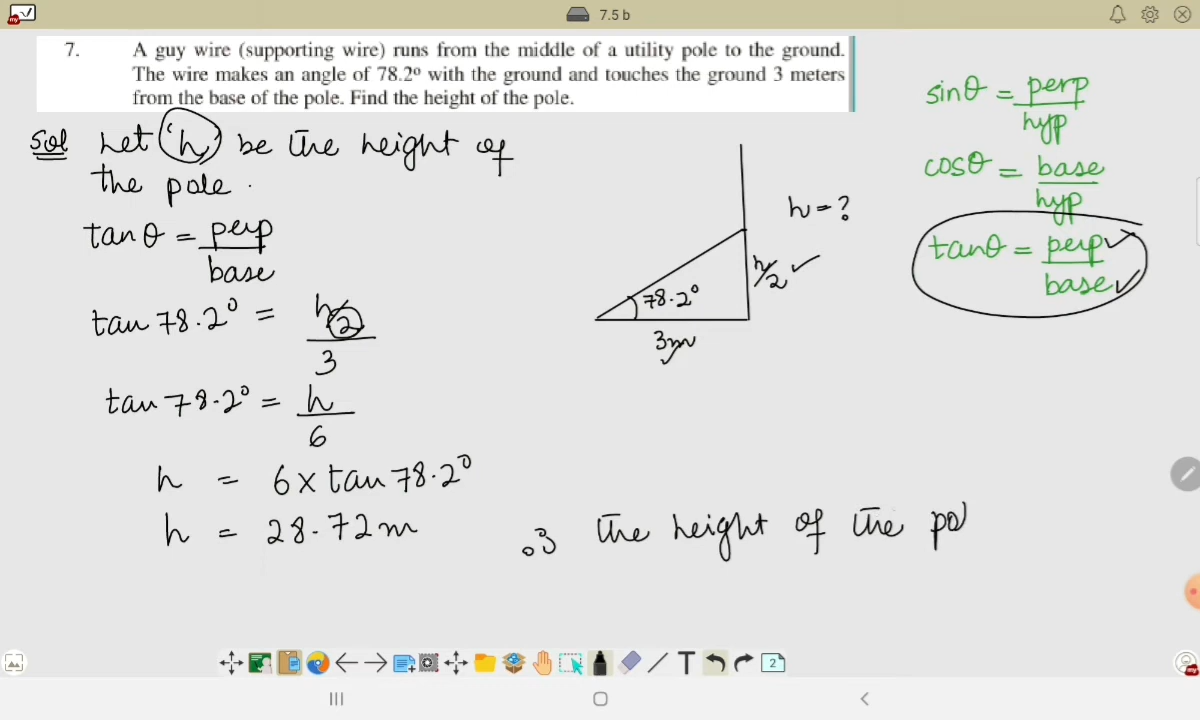 7.5 b
7. A guy wire (supporting wire) runs from the middle of a utility pole to the ground.
The wire makes an angle of 78.2º with the ground and touches the ground 3 meters
from the base of the pole. Find the height of the pole.
Sol Let 'h' be the height of
the pole.
tanθ = perp
base
tan 78.2° = h/2
3
tan 78.2° = h
6
h = 6 x tan 78.2°
h = 28.72 m
h = ?
h/2
78.2°
3m
sinθ = perp
hyp
cosθ = base
hyp
tanθ = perp
base
∴ the height of the pol
T
2